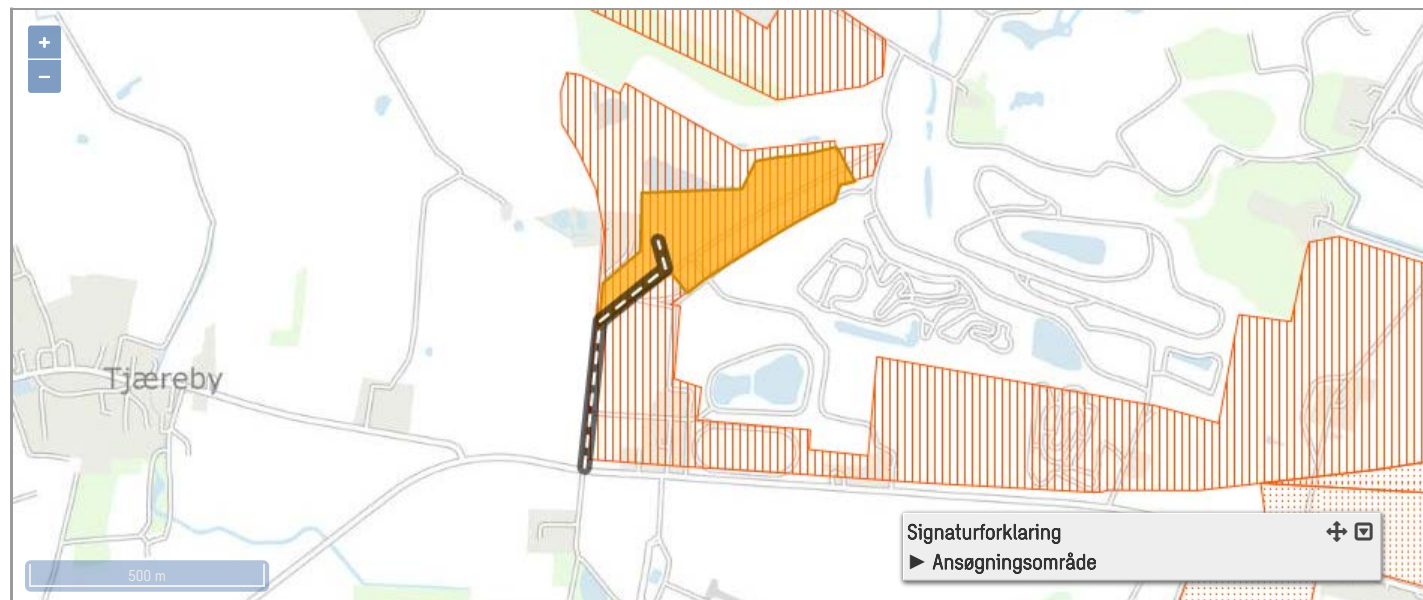 +
−
Tjæreby
Signaturforklaring
► Ansøgningsområde
500 m